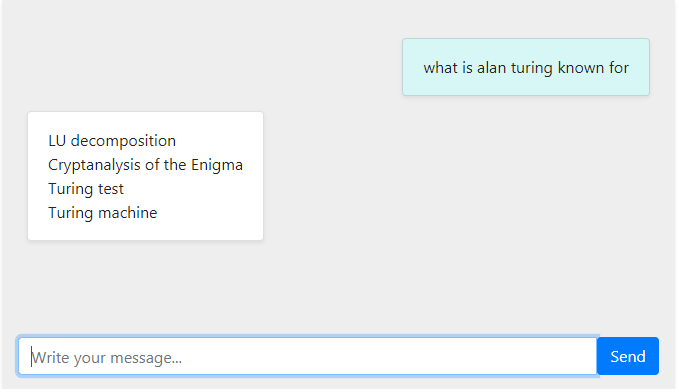 what is alan turing known for
LU decomposition
Cryptanalysis of the Enigma
Turing test
Turing machine
Write your message...
Send